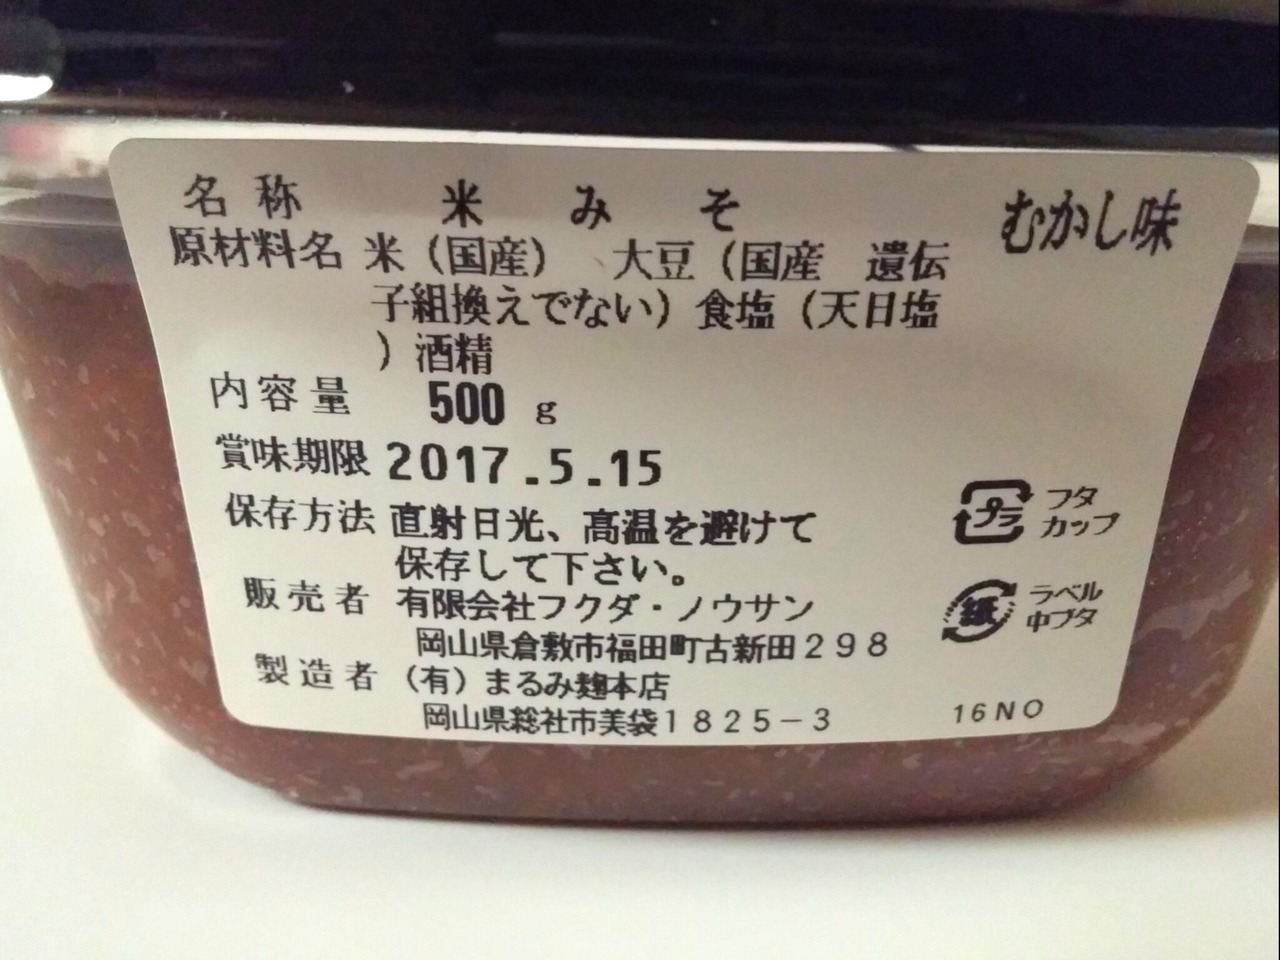 名称 米みそ むかし味
原材料名 米（国産） 大豆（国産 遺伝
子組換えでない）食塩（天日塩
）酒精
内容量 500 g
賞味期限 2017.5.15
保存方法 直射日光、高温を避けて
保存して下さい。
プラ フタ
カップ
販売者 有限会社フクダ・ノウサン
岡山県倉敷市福田町古新田298
紙 ラベル
中ブタ
製造者 （有）まるみ麹本店
岡山県総社市美袋1825－3
16NO